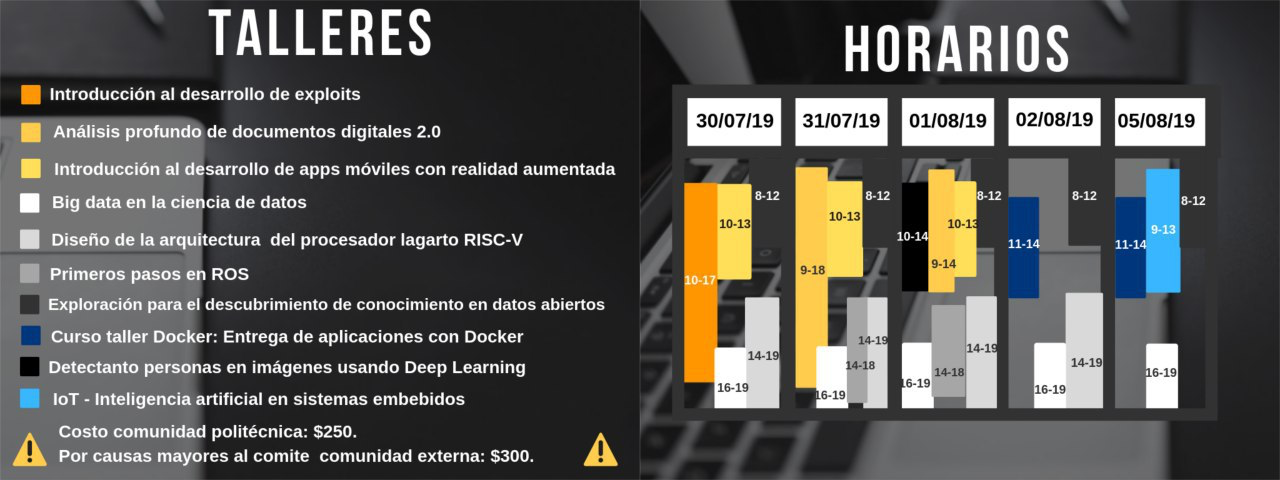 TALLERES
Introducción al desarrollo de exploits
Análisis profundo de documentos digitales 2.0
Introducción al desarrollo de apps móviles con realidad aumentada
Big data en la ciencia de datos
Diseño de la arquitectura  del procesador lagarto RISC-V
Primeros pasos en ROS
Exploración para el descubrimiento de conocimiento en datos abiertos
Curso taller Docker: Entrega de aplicaciones con Docker
Detectanto personas en imágenes usando Deep Learning
IoT - Inteligencia artificial en sistemas embebidos
Costo comunidad politécnica: $250.
Por causas mayores al comite  comunidad externa: $300.
HORARIOS
30/07/19 31/07/19 01/08/19 02/08/19 05/08/19
8-12 8-12 8-12 8-12 8-12
10-13 10-13 10-13
10-14 11-14 11-14 9-13
10-17 9-18 9-14
14-19 14-19 14-19 14-19
14-18 14-18
16-19 16-19 16-19 16-19 16-19